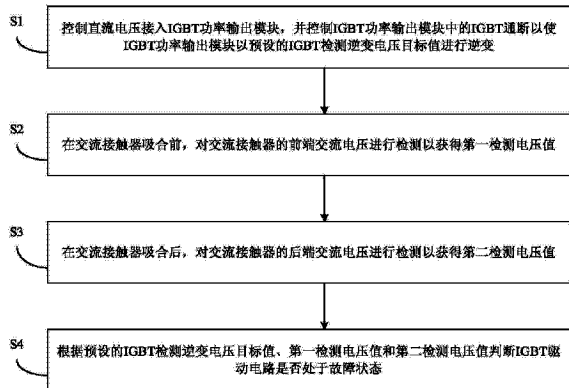 S1
控制直流电压接入IGBT功率输出模块，并控制IGBT功率输出模块中的IGBT通断以使
IGBT功率输出模块以预设的IGBT检测逆变电压目标值进行逆变
S2
在交流接触器吸合前，对交流接触器的前端交流电压进行检测以获得第一检测电压值
S3
在交流接触器吸合后，对交流接触器的后端交流电压进行检测以获得第二检测电压值
S4
根据预设的IGBT检测逆变电压目标值、第一检测电压值和第二检测电压值判断IGBT驱
动电路是否处于故障状态